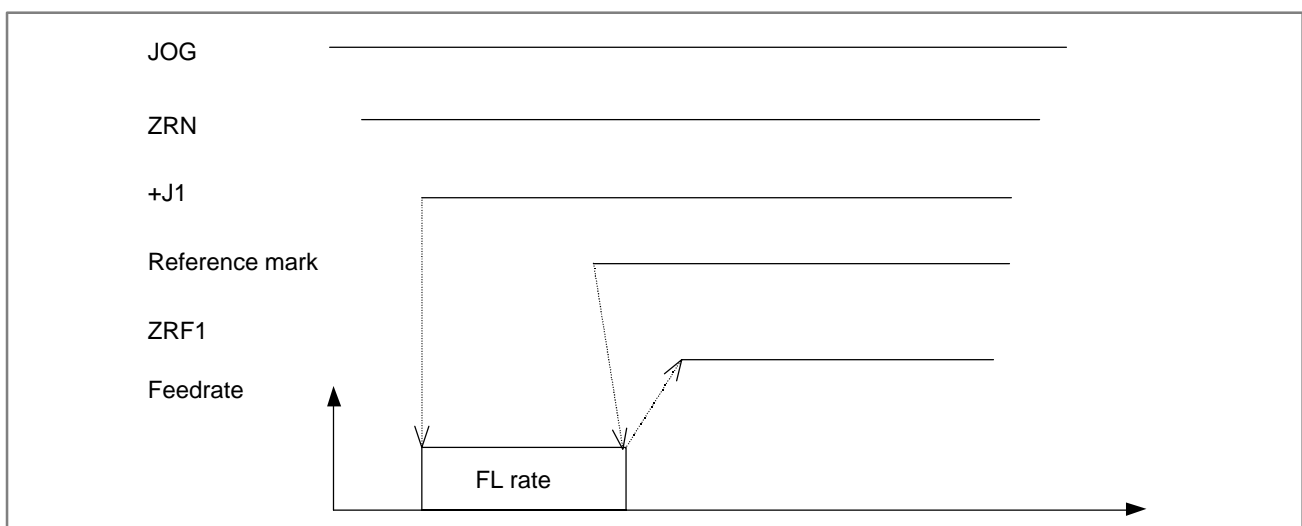 JOG
ZRN
+J1
Reference mark
ZRF1
Feedrate
FL rate